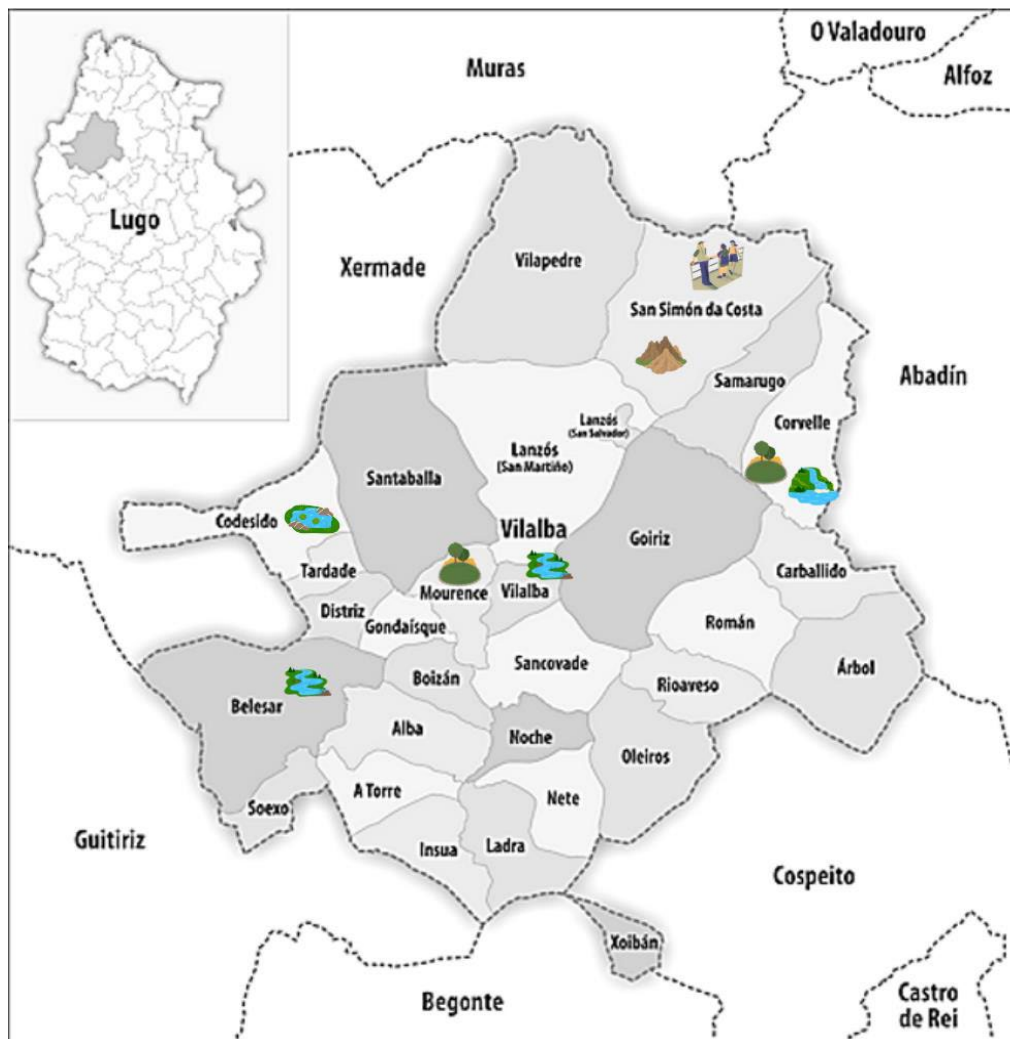 O Valadouro
Muras
Alfoz
Lugo
Xermade
Vilapedre
San Simón da Costa
Abadín
Samarugo
Corvelle
Lanzós
(San Salvador)
Lanzós
(San Martiño)
Santaballa
Codesido
Vilalba
Goiriz
Tardade
Mourence
Vilalba
Carballido
Distriz
Gondaísque
Román
Sancovade
Boizán
Rioaveso
Árbol
Belesar
Alba
Noche
Oleiros
A Torre
Nete
Soexo
Guitiriz
Insua
Ladra
Cospeito
Xoibán
Begonte
Castro
de Rei